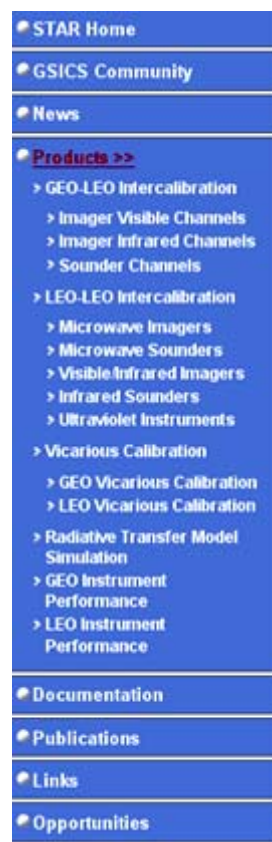 STAR Home
GSICS Community
News
Products >>
> GEO-LEO Intercalibration
> Imager Visible Channels
> Imager Infrared Channels
> Sounder Channels
> LEO-LEO Intercalibration
> Microwave Imagers
> Microwave Sounders
> Visible/Infrared Imagers
> Infrared Sounders
> Ultraviolet Instruments
> Vicarious Calibration
> GEO Vicarious Calibration
> LEO Vicarious Calibration
> Radiative Transfer Model
Simulation
> GEO Instrument
Performance
> LEO Instrument
Performance
Documentation
Publications
Links
Opportunities